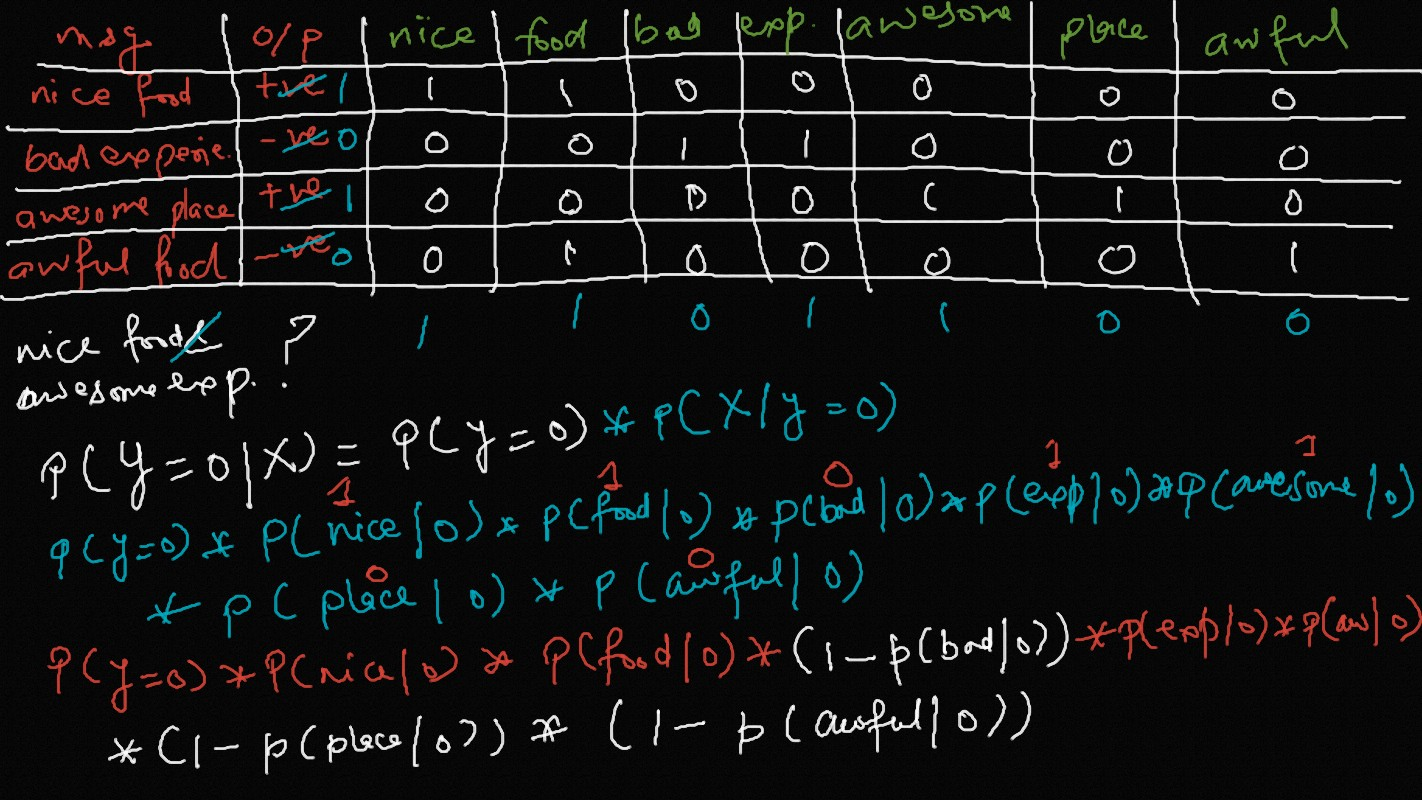 msg o/p nice food bad exp. awesome place awful
nice food +ve 1 1 1 0 0 0 0 0
bad experie. -ve 0 0 0 1 1 0 0 0
awesome place +ve 1 0 0 0 0 1 1 0
awful food -ve 0 0 1 0 0 0 0 1
nice food ? 1 1 0 1 1 0 0
awesome exp.
P(Y=0|X) = P(y=0) * P(X|y=0)
1 1 0 1 1
P(y=0) * P(nice|0) * P(food|0) * P(bad|0) * P(exp|0) * P(awesome|0)
0 0
* P(place|0) * P(awful|0)
P(y=0) * P(nice|0) * P(food|0) * (1-p(bad|0)) * p(exp|0) * p(aw|0)
* (1-p(place|0)) * (1-p(awful|0))